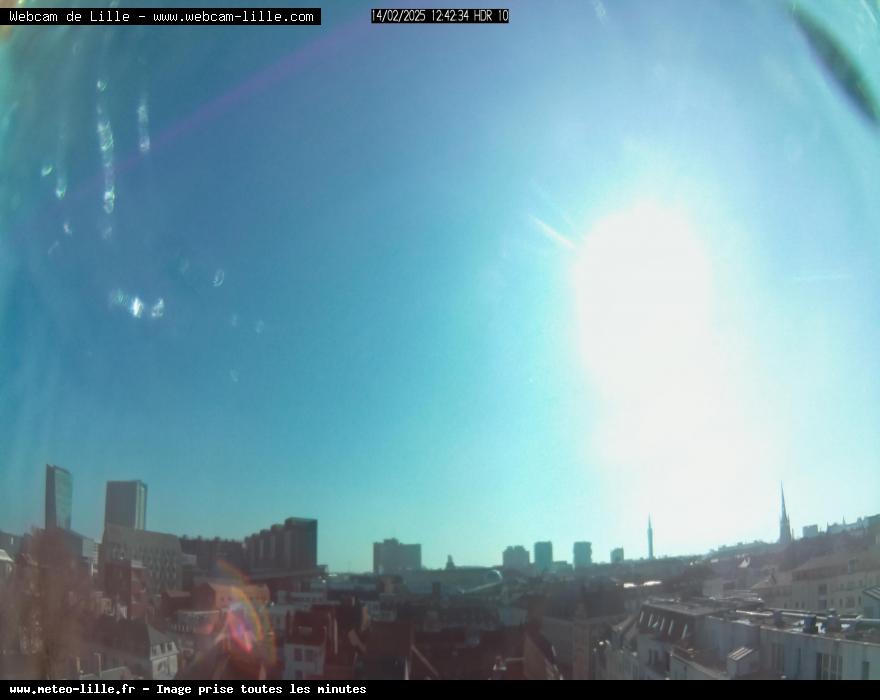 Webcam de Lille - www.webcam-lille.com
14/02/2025 12:42:34 HDR 10
www.meteo-lille.fr - Image prise toutes les minutes